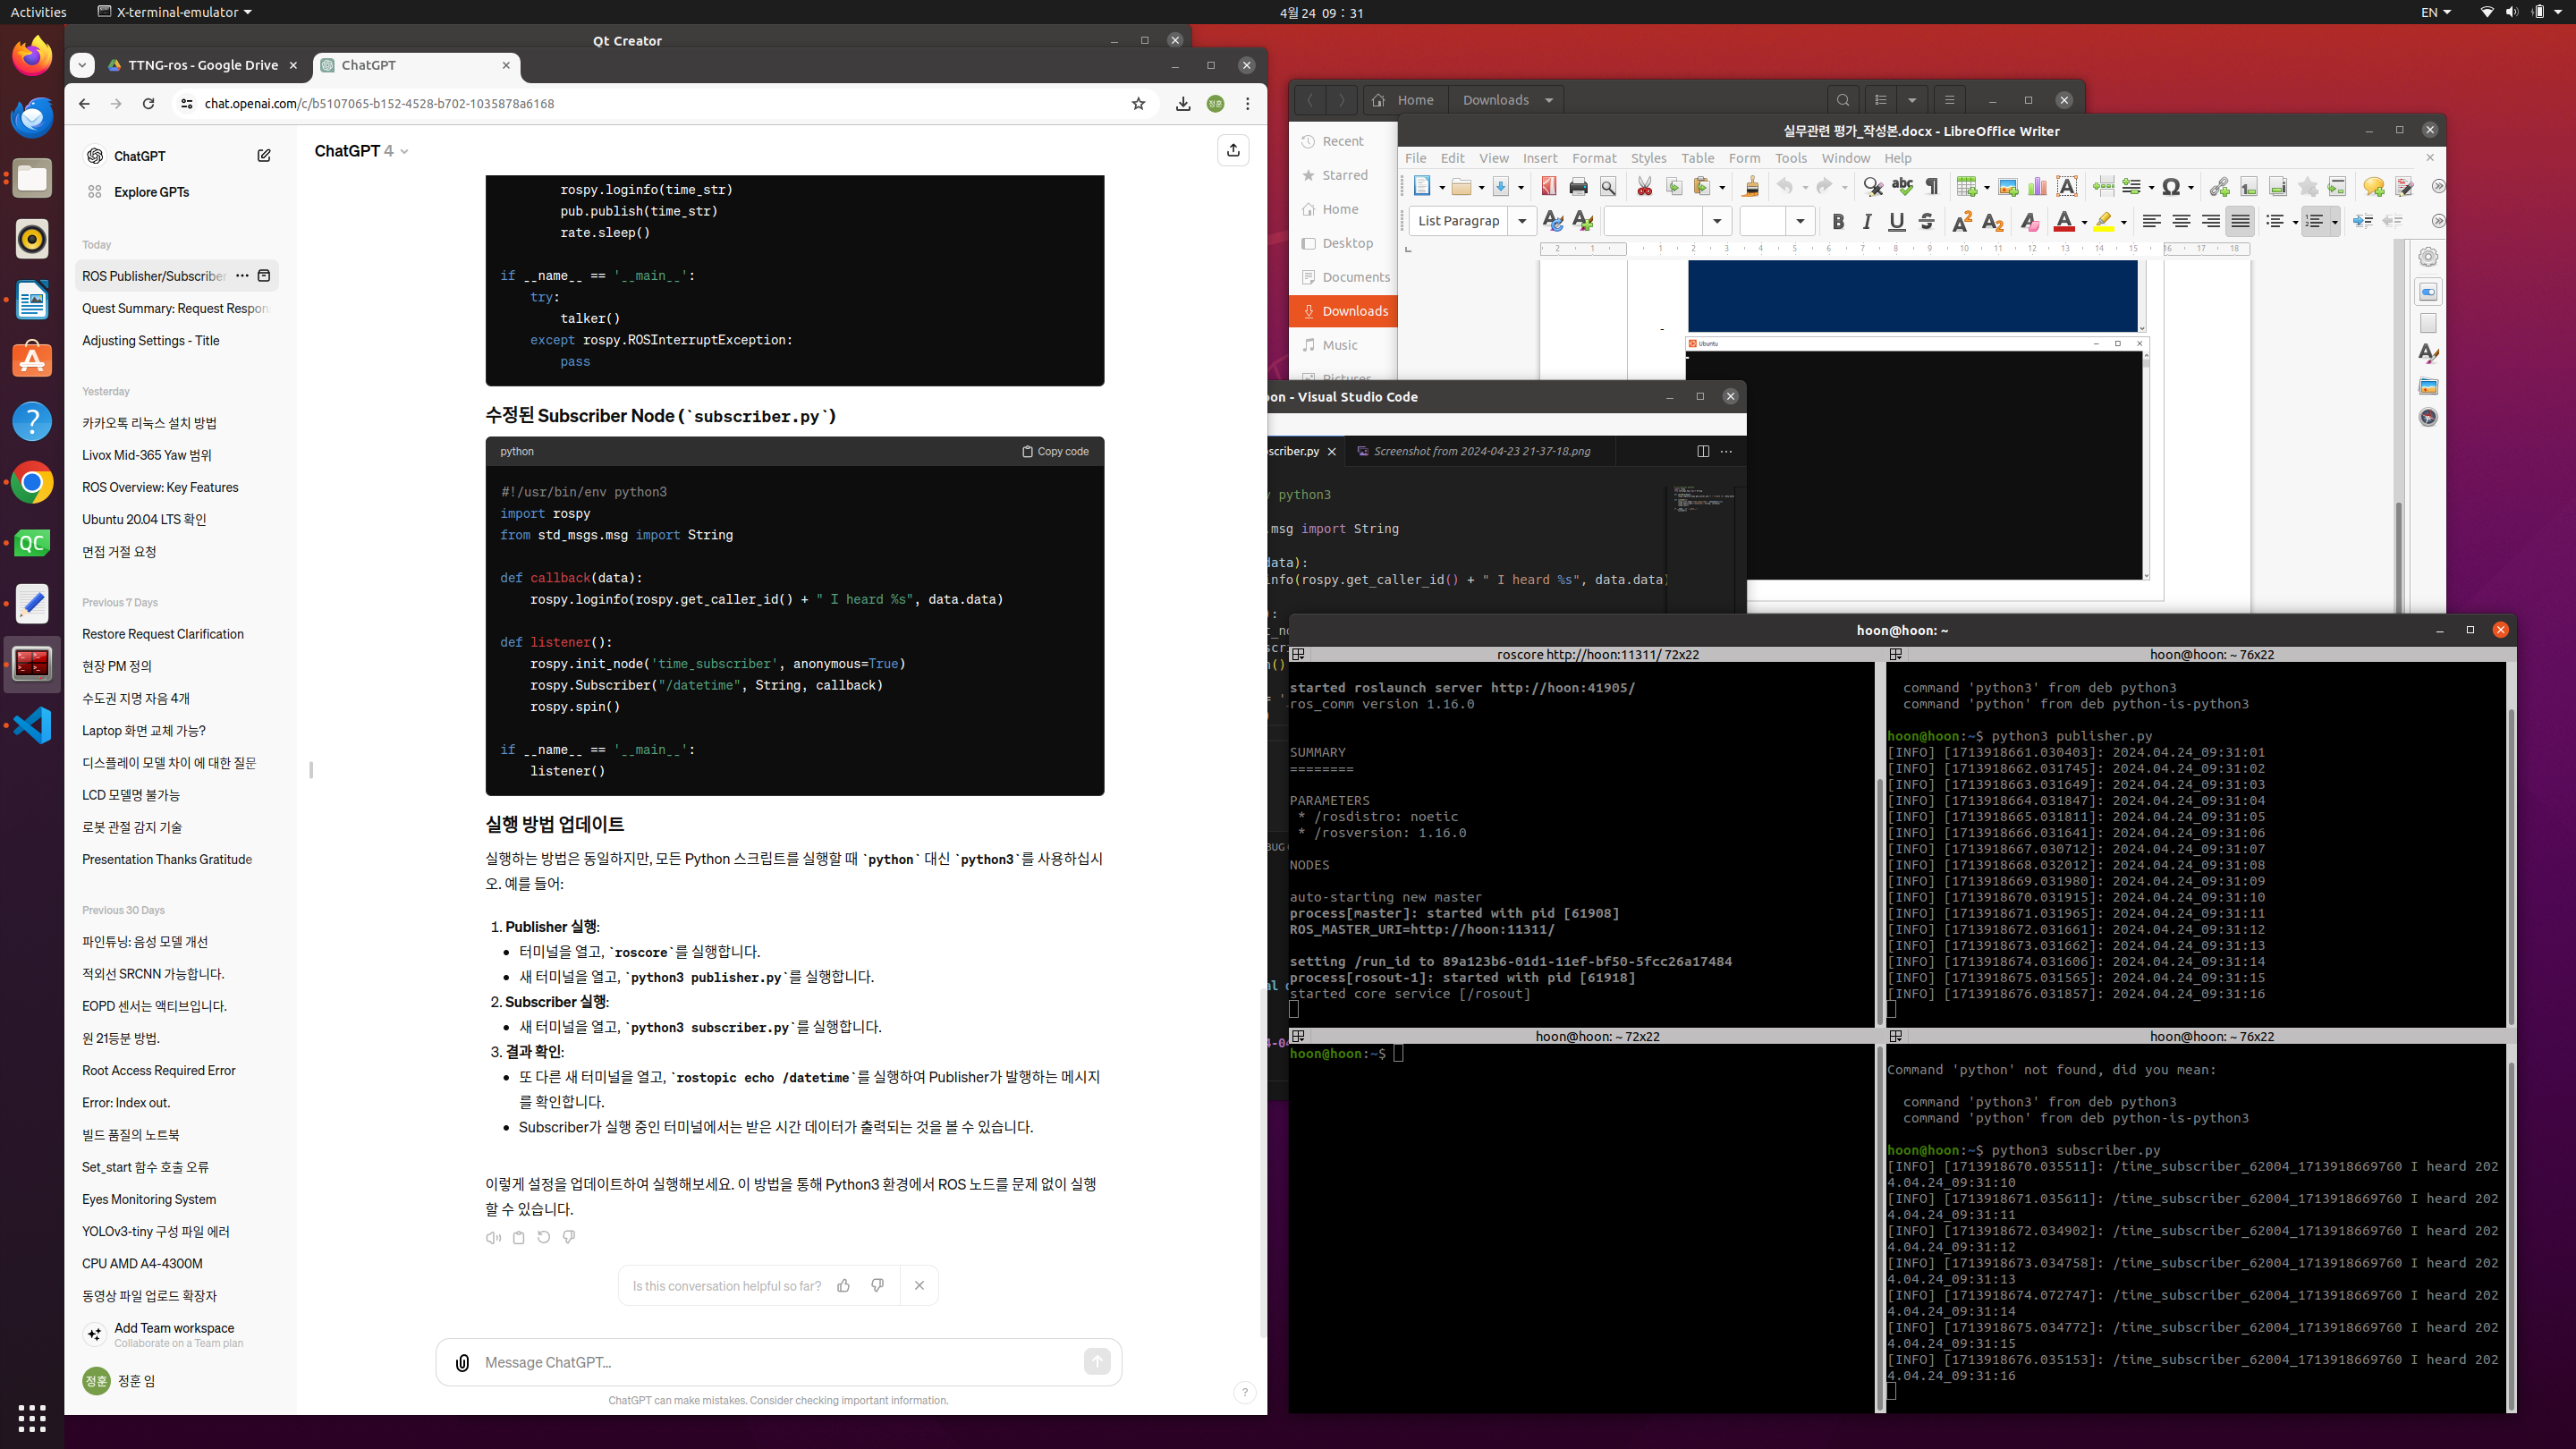 Activities
X-terminal-emulator
4월 24 09：31
EN
Qt Creator
TTNG-ros - Google Drive
ChatGPT
chat.openai.com/c/b5107065-b152-4528-b702-1035878a6168
정훈
ChatGPT
Explore GPTs
Today
ROS Publisher/Subscriber
Quest Summary: Request Respon
Adjusting Settings - Title
Yesterday
카카오톡 리눅스 설치 방법
Livox Mid-365 Yaw 범위
ROS Overview: Key Features
Ubuntu 20.04 LTS 확인
면접 거절 요청
Previous 7 Days
Restore Request Clarification
현장 PM 정의
수도권 지명 자음 4개
Laptop 화면 교체 가능?
디스플레이 모델 차이 에 대한 질문
LCD 모델명 불가능
로봇 관절 감지 기술
Presentation Thanks Gratitude
Previous 30 Days
파인튜닝: 음성 모델 개선
적외선 SRCNN 가능합니다.
EOPD 센서는 액티브입니다.
원 21등분 방법.
Root Access Required Error
Error: Index out.
빌드 품질의 노트북
Set_start 함수 호출 오류
Eyes Monitoring System
YOLOv3-tiny 구성 파일 에러
CPU AMD A4-4300M
동영상 파일 업로드 확장자
Add Team workspace
Collaborate on a Team plan
정훈
정훈 임
ChatGPT 4
rospy.loginfo(time_str)
pub.publish(time_str)
rate.sleep()
if __name__ == '__main__':
try:
talker()
except rospy.ROSInterruptException:
pass
수정된 Subscriber Node (`subscriber.py`)
python
Copy code
#!/usr/bin/env python3
import rospy
from std_msgs.msg import String
def callback(data):
rospy.loginfo(rospy.get_caller_id() + " I heard %s", data.data)
def listener():
rospy.init_node('time_subscriber', anonymous=True)
rospy.Subscriber("/datetime", String, callback)
rospy.spin()
if __name__ == '__main__':
listener()
실행 방법 업데이트
실행하는 방법은 동일하지만, 모든 Python 스크립트를 실행할 때 `python` 대신 `python3`를 사용하십시
오. 예를 들어:
1. Publisher 실행:
• 터미널을 열고, `roscore`를 실행합니다.
• 새 터미널을 열고, `python3 publisher.py`를 실행합니다.
2. Subscriber 실행:
• 새 터미널을 열고, `python3 subscriber.py`를 실행합니다.
3. 결과 확인:
• 또 다른 새 터미널을 열고, `rostopic echo /datetime`를 실행하여 Publisher가 발행하는 메시지
를 확인합니다.
• Subscriber가 실행 중인 터미널에서는 받은 시간 데이터가 출력되는 것을 볼 수 있습니다.
이렇게 설정을 업데이트하여 실행해보세요. 이 방법을 통해 Python3 환경에서 ROS 노드를 문제 없이 실행
할 수 있습니다.
Is this conversation helpful so far?
Message ChatGPT...
ChatGPT can make mistakes. Consider checking important information.
?
Home
Downloads
Recent
Starred
Home
Desktop
Documents
Downloads
Music
Pictures
실무관련 평가_작성본.docx - LibreOffice Writer
File Edit View Insert Format Styles Table Form Tools Window Help
List Paragrap
2 1 1 2 3 4 5 6 7 8 9 10 11 12 13 14 15 16 17 18
Ubuntu
oon - Visual Studio Code
scriber.py
Screenshot from 2024-04-23 21-37-18.png
python3
.msg import String
data):
info(rospy.get_caller_id() + " I heard %s", data.data)
hoon@hoon: ~
roscore http://hoon:11311/ 72x22
started roslaunch server http://hoon:41905/
ros_comm version 1.16.0
SUMMARY
========
PARAMETERS
* /rosdistro: noetic
* /rosversion: 1.16.0
NODES
auto-starting new master
process[master]: started with pid [61908]
ROS_MASTER_URI=http://hoon:11311/
setting /run_id to 89a123b6-01d1-11ef-bf50-5fcc26a17484
process[rosout-1]: started with pid [61918]
started core service [/rosout]
hoon@hoon: ~ 76x22
command 'python3' from deb python3
command 'python' from deb python-is-python3
hoon@hoon:~$ python3 publisher.py
[INFO] [1713918661.030403]: 2024.04.24_09:31:01
[INFO] [1713918662.031745]: 2024.04.24_09:31:02
[INFO] [1713918663.031649]: 2024.04.24_09:31:03
[INFO] [1713918664.031847]: 2024.04.24_09:31:04
[INFO] [1713918665.031811]: 2024.04.24_09:31:05
[INFO] [1713918666.031641]: 2024.04.24_09:31:06
[INFO] [1713918667.030712]: 2024.04.24_09:31:07
[INFO] [1713918668.032012]: 2024.04.24_09:31:08
[INFO] [1713918669.031980]: 2024.04.24_09:31:09
[INFO] [1713918670.031915]: 2024.04.24_09:31:10
[INFO] [1713918671.031965]: 2024.04.24_09:31:11
[INFO] [1713918672.031661]: 2024.04.24_09:31:12
[INFO] [1713918673.031662]: 2024.04.24_09:31:13
[INFO] [1713918674.031606]: 2024.04.24_09:31:14
[INFO] [1713918675.031565]: 2024.04.24_09:31:15
[INFO] [1713918676.031857]: 2024.04.24_09:31:16
hoon@hoon: ~ 72x22
hoon@hoon:~$
hoon@hoon: ~ 76x22
Command 'python' not found, did you mean:
command 'python3' from deb python3
command 'python' from deb python-is-python3
hoon@hoon:~$ python3 subscriber.py
[INFO] [1713918670.035511]: /time_subscriber_62004_1713918669760 I heard 202
4.04.24_09:31:10
[INFO] [1713918671.035611]: /time_subscriber_62004_1713918669760 I heard 202
4.04.24_09:31:11
[INFO] [1713918672.034902]: /time_subscriber_62004_1713918669760 I heard 202
4.04.24_09:31:12
[INFO] [1713918673.034758]: /time_subscriber_62004_1713918669760 I heard 202
4.04.24_09:31:13
[INFO] [1713918674.072747]: /time_subscriber_62004_1713918669760 I heard 202
4.04.24_09:31:14
[INFO] [1713918675.034772]: /time_subscriber_62004_1713918669760 I heard 202
4.04.24_09:31:15
[INFO] [1713918676.035153]: /time_subscriber_62004_1713918669760 I heard 202
4.04.24_09:31:16